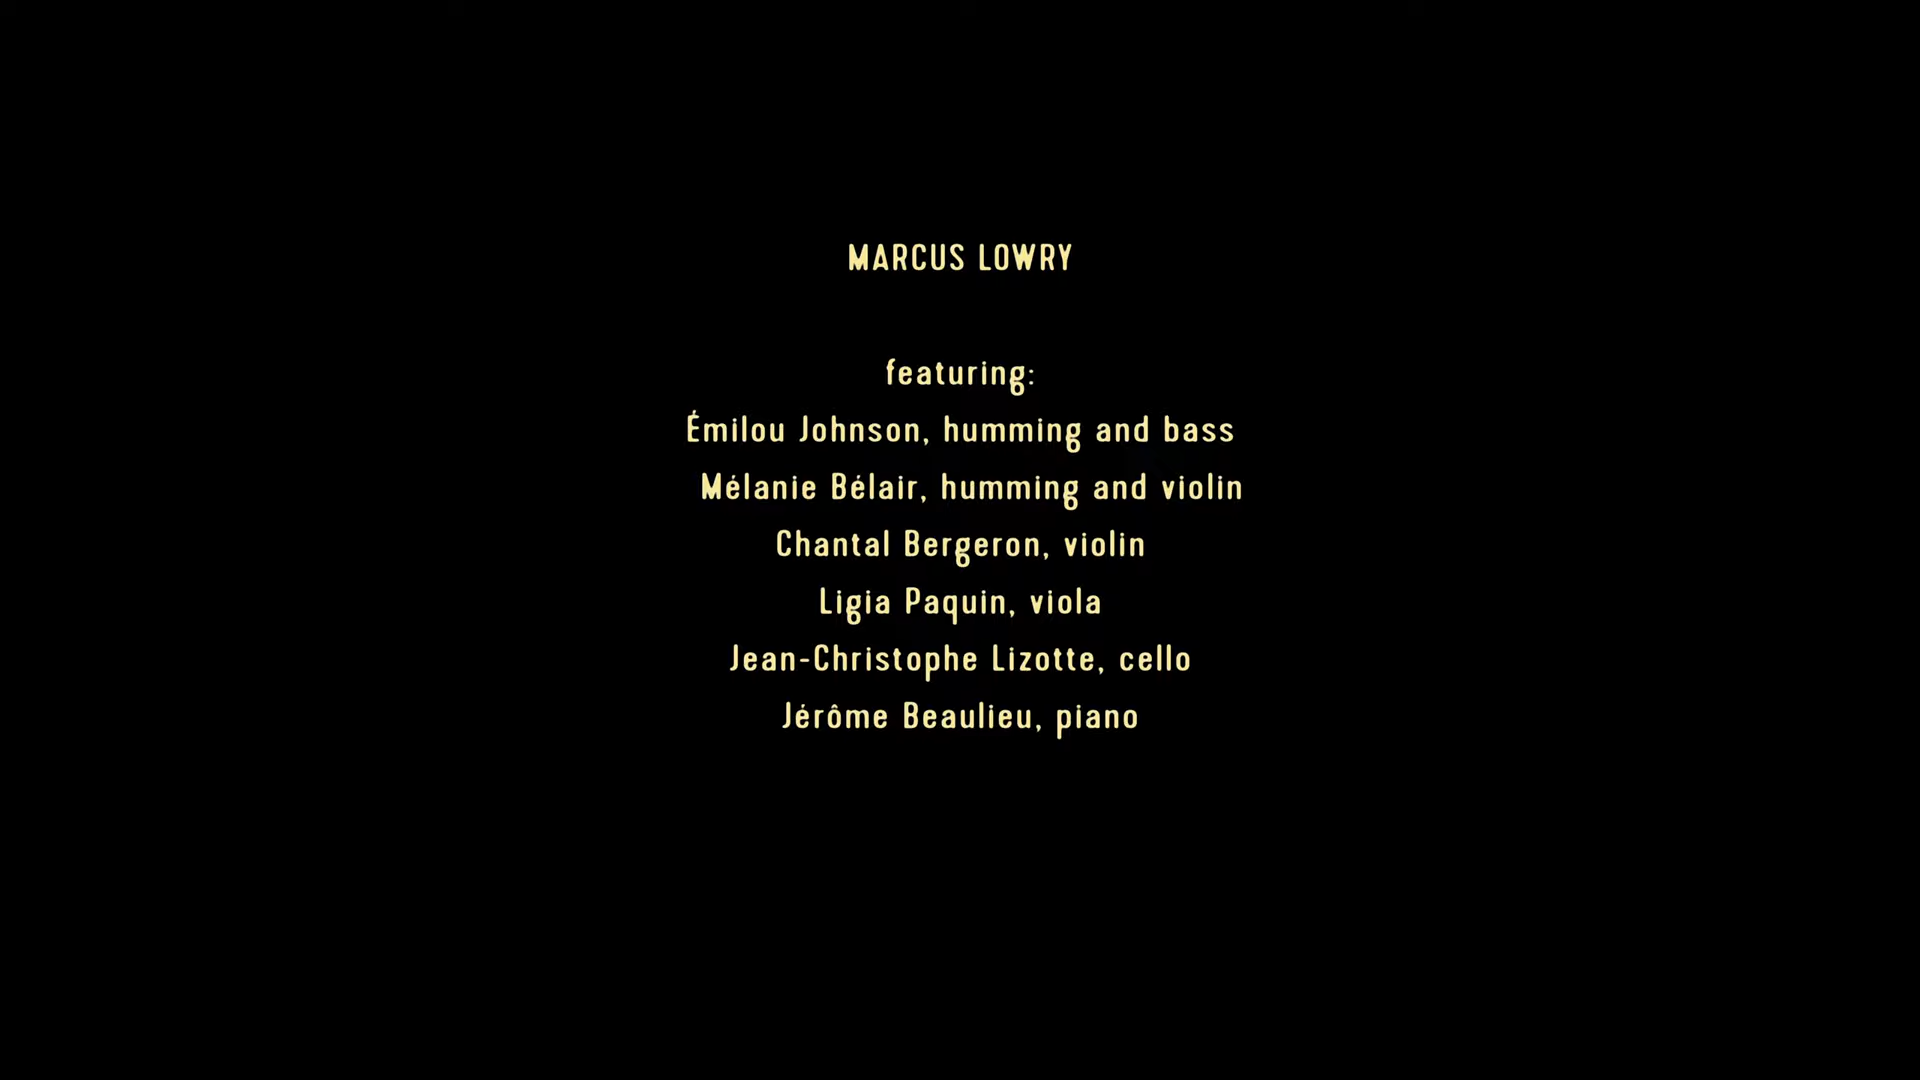 MARCUS LOWRY
featuring:
Émilou Johnson, humming and bass
Mélanie Bélair, humming and violin
Chantal Bergeron, violin
Ligia Paquin, viola
Jean-Christophe Lizotte, cello
Jérôme Beaulieu, piano